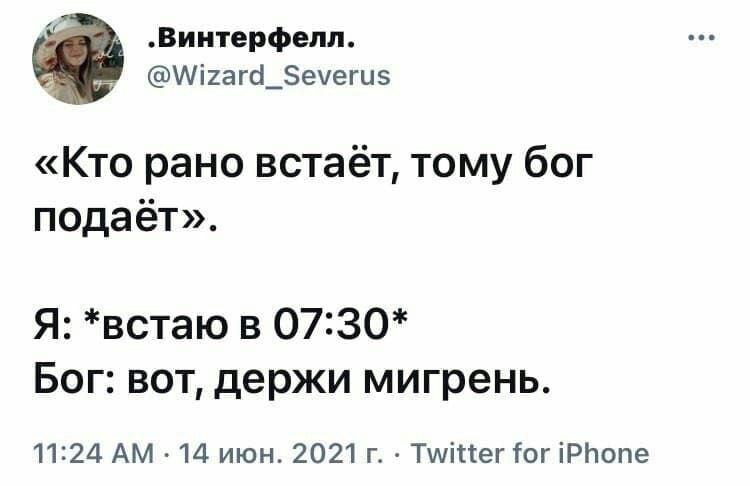 .Винтерфелл.
@Wizard_Severus
«Кто рано встаёт, тому бог
подаёт».
Я: *встаю в 07:30*
Бог: вот, держи мигрень.
11:24 AM · 14 июн. 2021 г. · Twitter for iPhone